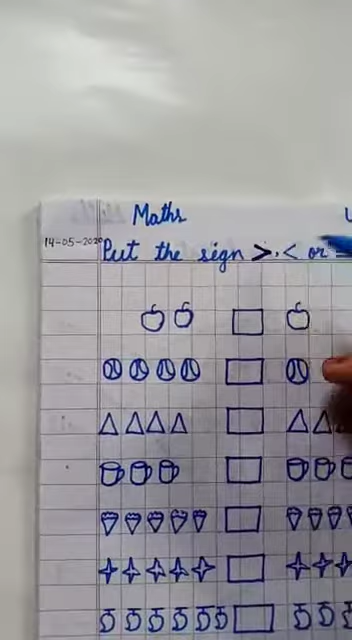 Maths
14-05-2020
Put the sign >, < or =